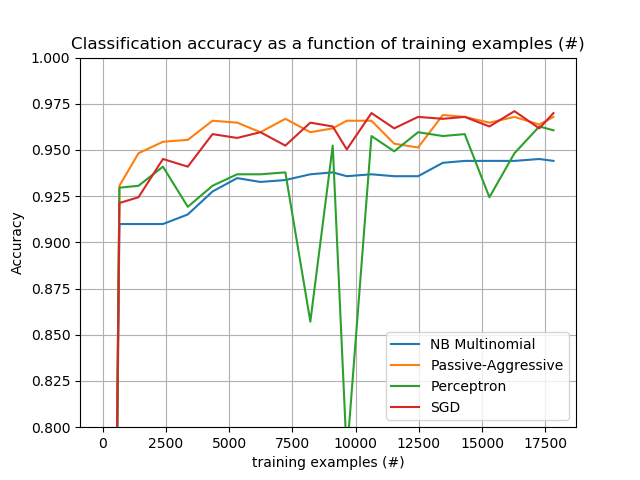 Classification accuracy as a function of training examples (#)
1.000
0.975
0.950
0.925
0.900
0.875
0.850
0.825
0.800
Accuracy
NB Multinomial
Passive-Aggressive
Perceptron
SGD
0 2500 5000 7500 10000 12500 15000 17500
training examples (#)